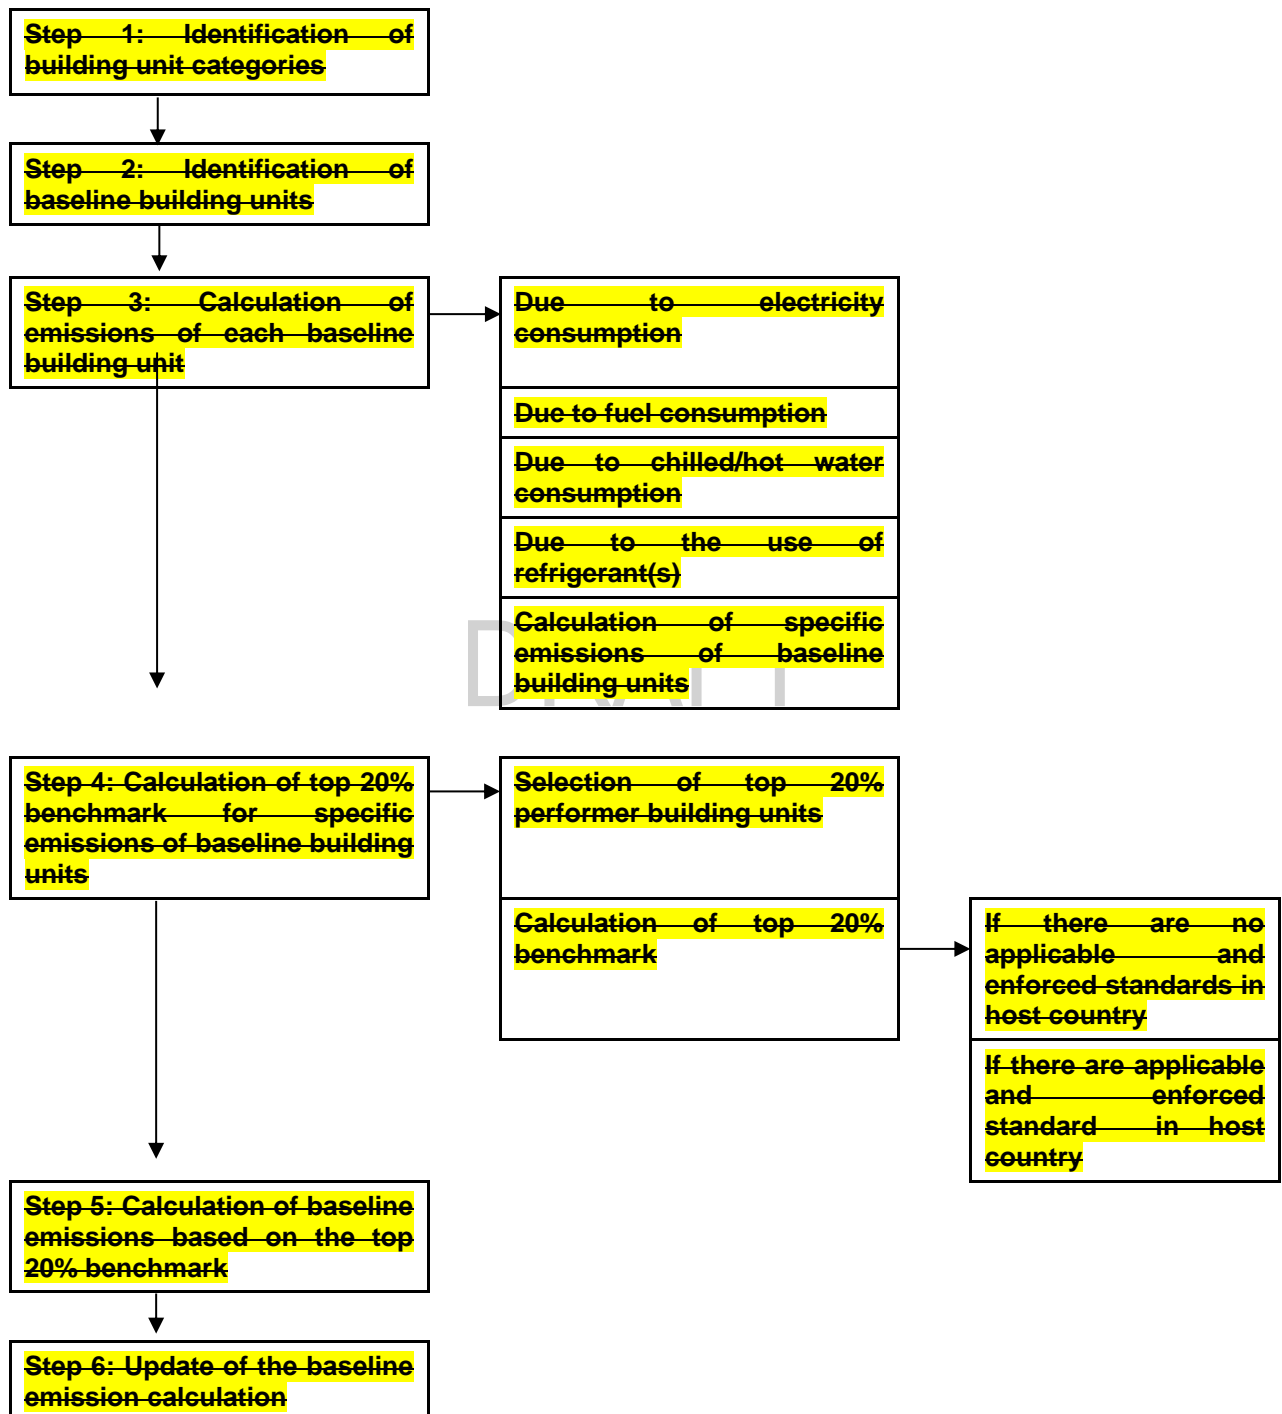 Step 1: Identification of
building unit categories
Step 2: Identification of
baseline building units
Step 3: Calculation of
emissions of each baseline
building unit
Due to electricity
consumption
Due to fuel consumption
Due to chilled/hot water
consumption
Due to the use of
refrigerant(s)
Calculation of specific
emissions of baseline
building units
DRAFT
Step 4: Calculation of top 20%
benchmark for specific
emissions of baseline building
units
Selection of top 20%
performer building units
Calculation of top 20%
benchmark
If there are no
applicable and
enforced standards in
host country
If there are applicable
and enforced
standard in host
country
Step 5: Calculation of baseline
emissions based on the top
20% benchmark
Step 6: Update of the baseline
emission calculation